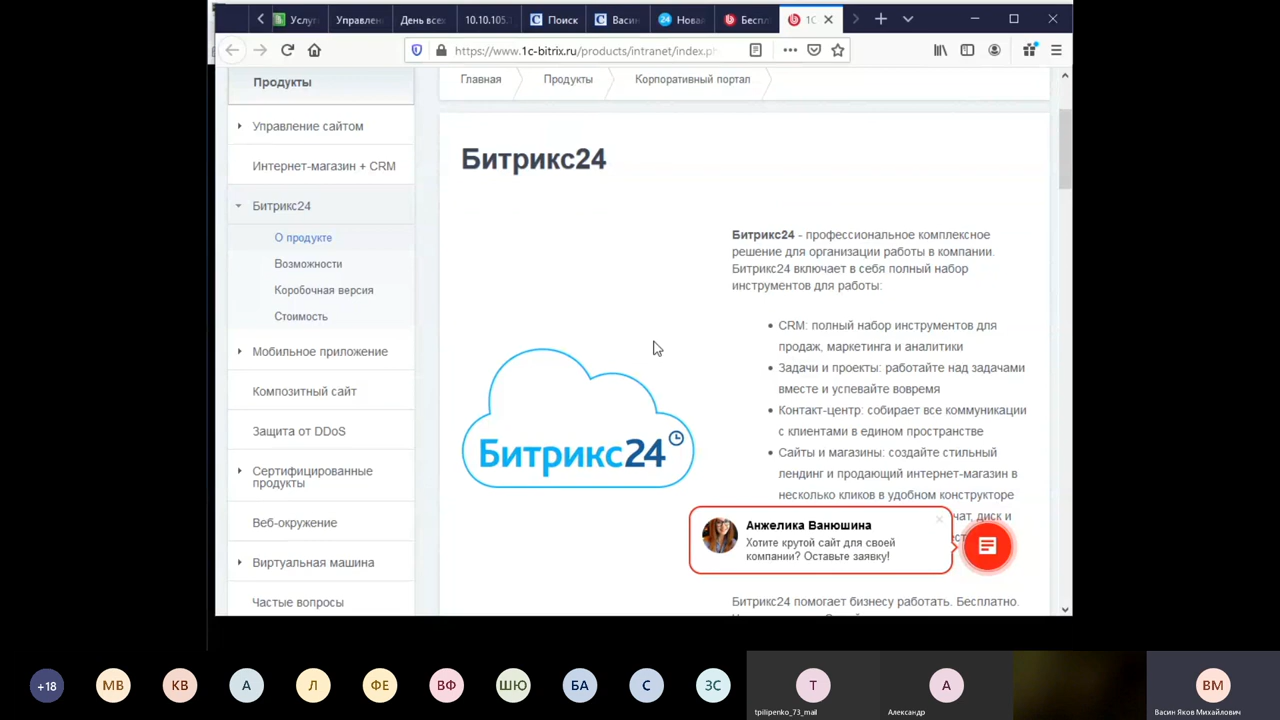 Услуг
Управлен
День всех
10.10.105.
Поиск
Васин
Новая
Беспл
1С
https://www.1c-bitrix.ru/products/intranet/index.ph
Продукты
Управление сайтом
Интернет-магазин + CRM
Битрикс24
О продукте
Возможности
Коробочная версия
Стоимость
Мобильное приложение
Композитный сайт
Защита от DDoS
Сертифицированные
продукты
Веб-окружение
Виртуальная машина
Частые вопросы
Главная
Продукты
Корпоративный портал
Битрикс24
Битрикс24
Битрикс24 - профессиональное комплексное
решение для организации работы в компании.
Битрикс24 включает в себя полный набор
инструментов для работы:
• CRM: полный набор инструментов для
продаж, маркетинга и аналитики
• Задачи и проекты: работайте над задачами
вместе и успевайте вовремя
• Контакт-центр: собирает все коммуникации
с клиентами в едином пространстве
• Сайты и магазины: создайте стильный
лендинг и продающий интернет-магазин в
несколько кликов в удобном конструкторе
чат, диск и
Анжелика Ванюшина
Хотите крутой сайт для своей
компании? Оставьте заявку!
Битрикс24 помогает бизнесу работать. Бесплатно.
+18
МВ
КВ
А
Л
ФЕ
ВФ
ШЮ
БА
С
ЗС
Т
tpilipenko_73_mail
А
Александр
ВМ
Васин Яков Михайлович